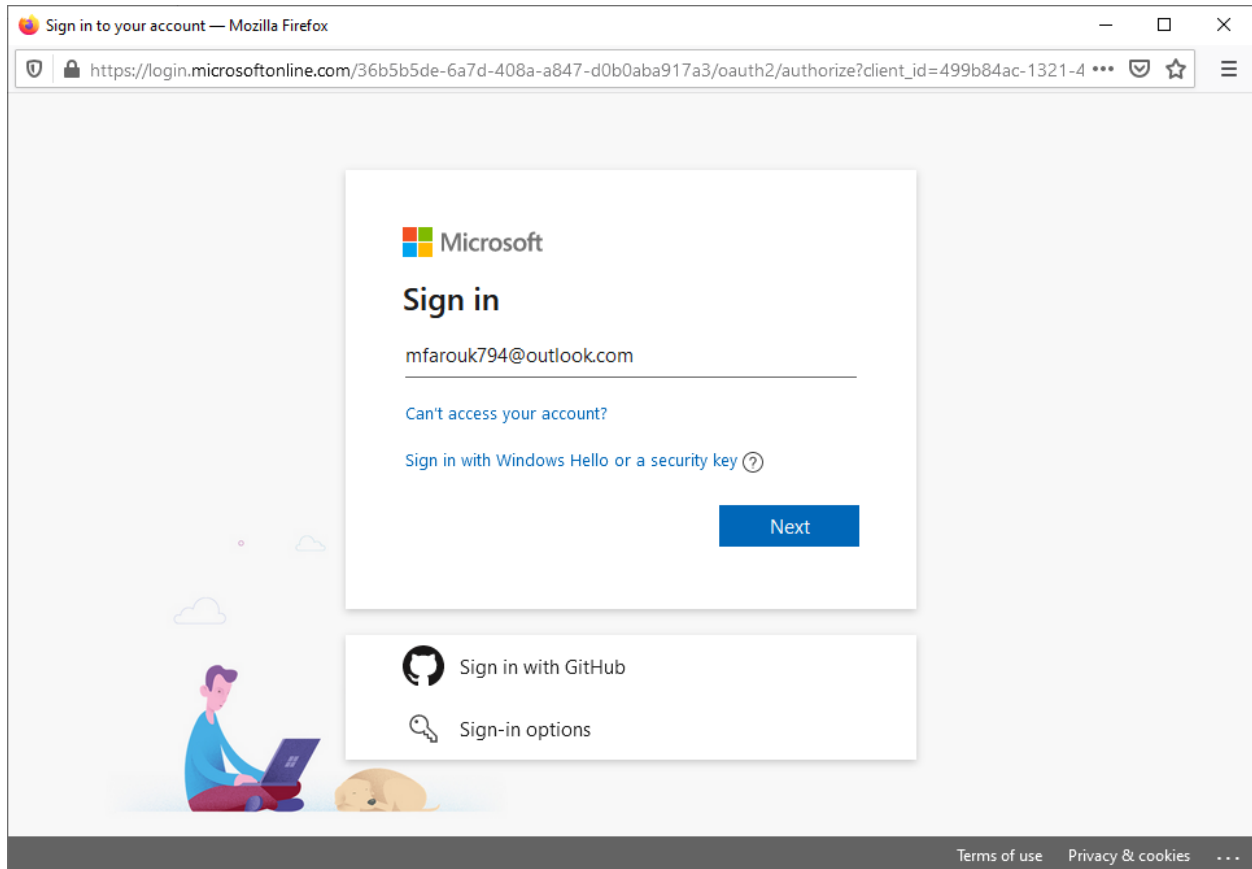 Sign in to your account — Mozilla Firefox
https://login.microsoftonline.com/36b5b5de-6a7d-408a-a847-d0b0aba917a3/oauth2/authorize?client_id=499b84ac-1321-4
Microsoft
Sign in
mfarouk794@outlook.com
Can't access your account?
Sign in with Windows Hello or a security key ?
Next
Sign in with GitHub
Sign-in options
Terms of use Privacy & cookies ...